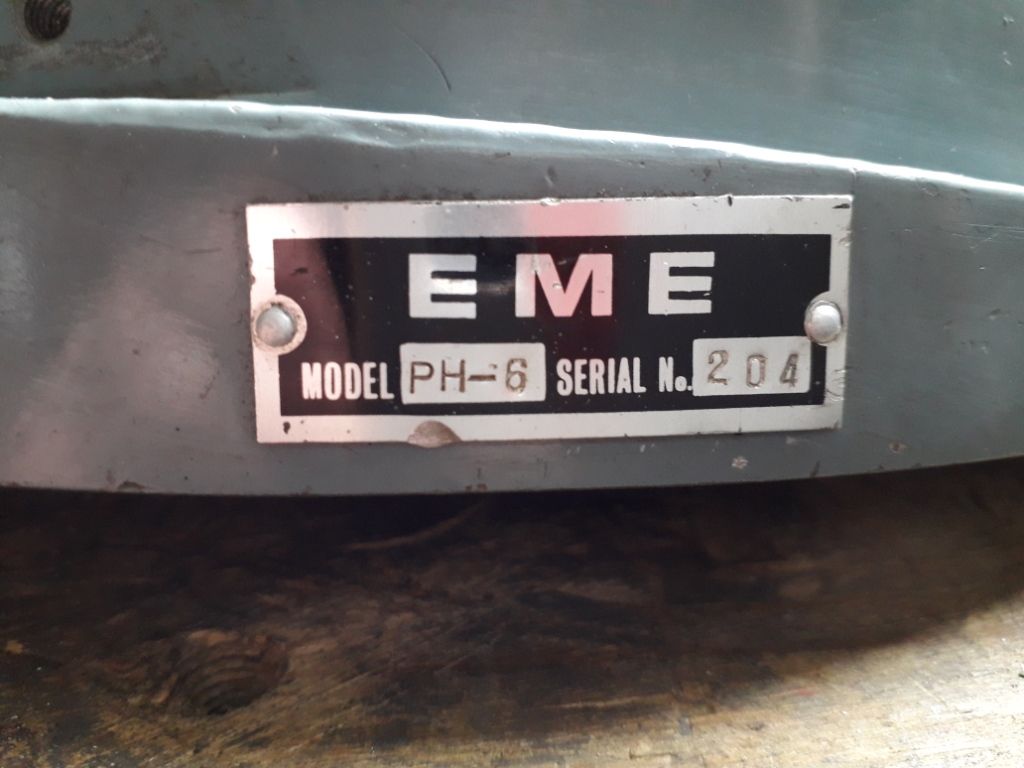 EME
MODEL PH-6 SERIAL No. 204